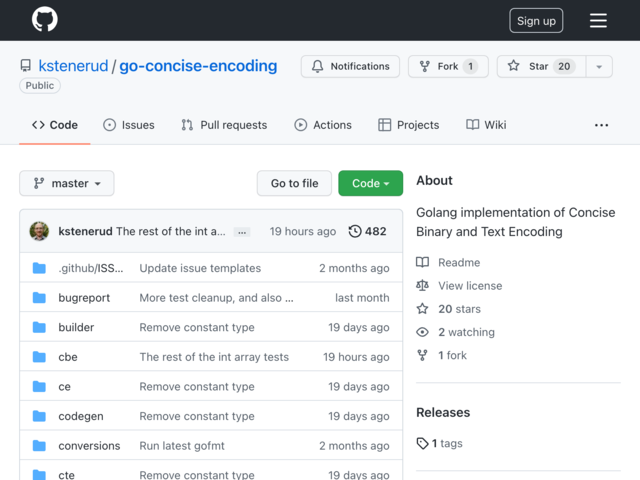 Sign up
kstenerud / go-concise-encoding
Public
Notifications
Fork 1
Star 20
Code
Issues
Pull requests
Actions
Projects
Wiki
master
Go to file
Code
kstenerud The rest of the int a... ... 19 hours ago 482
.github/ISS... Update issue templates 2 months ago
bugreport More test cleanup, and also ... last month
builder Remove constant type 19 days ago
cbe The rest of the int array tests 19 hours ago
ce Remove constant type 19 days ago
codegen Remove constant type 19 days ago
conversions Run latest gofmt 2 months ago
cte Remove constant type 19 days ago
About
Golang implementation of Concise
Binary and Text Encoding
Readme
View license
20 stars
2 watching
1 fork
Releases
1 tags